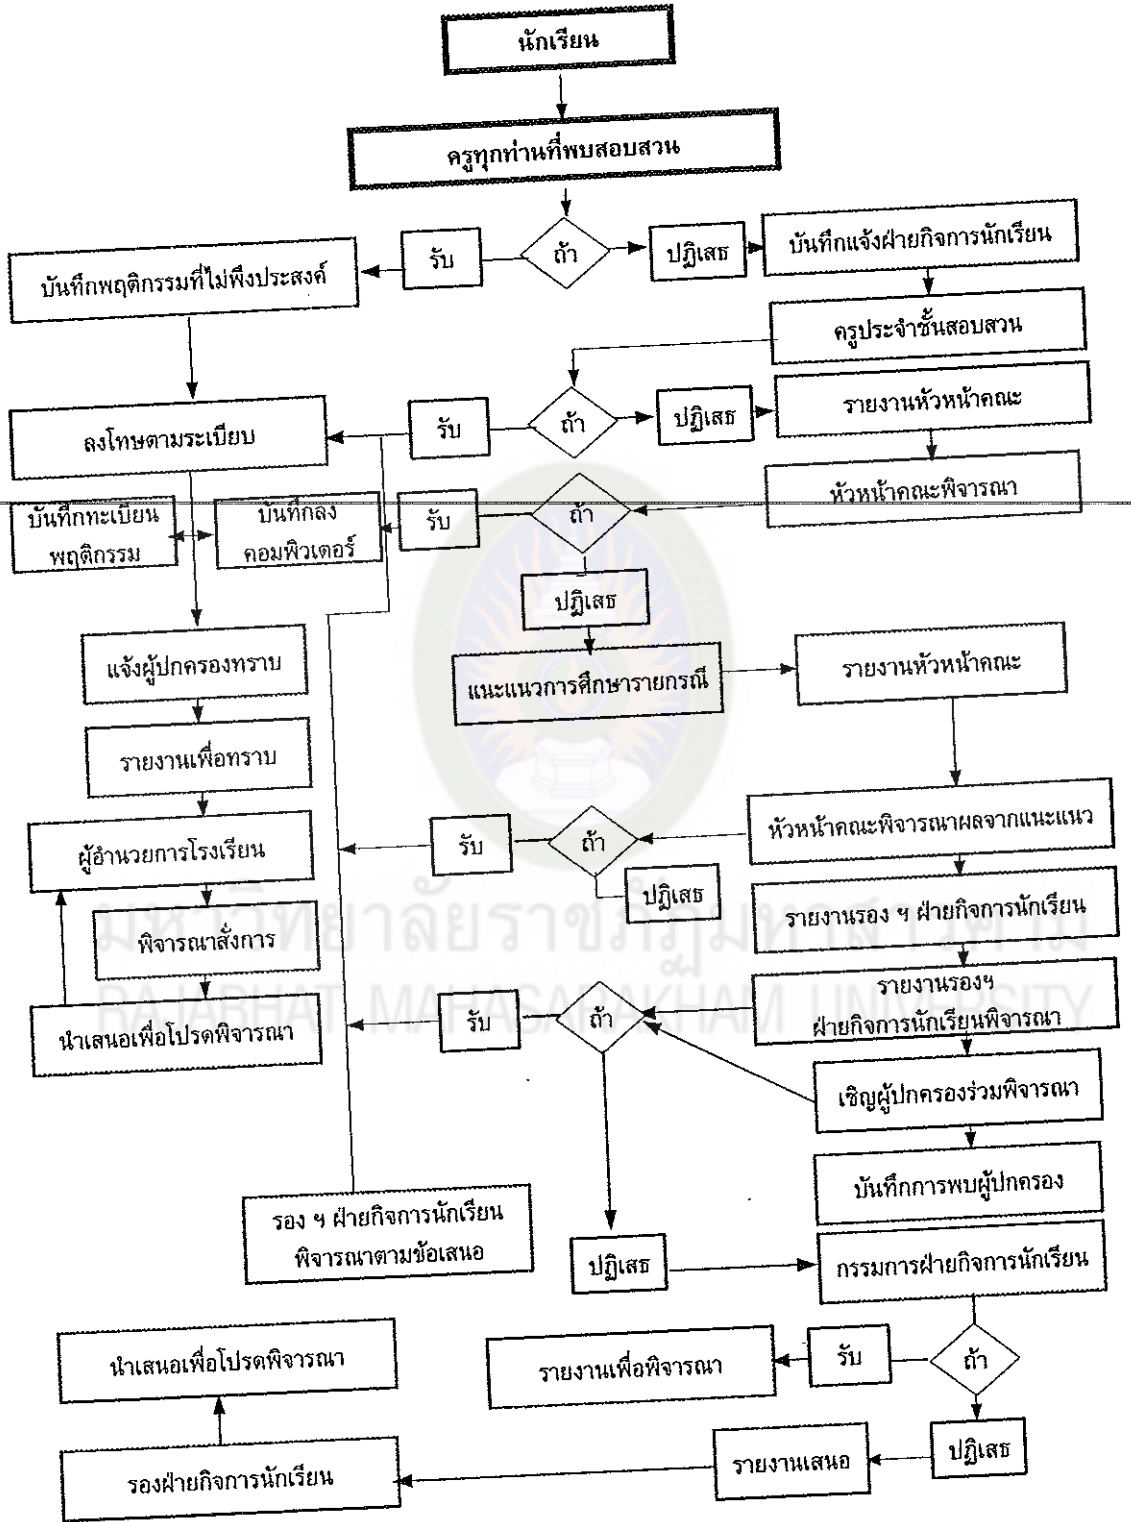 นักเรียน
ครูทุกท่านที่พบสอบสวน
ถ้า
รับ
ปฏิเสธ
บันทึกแจ้งฝ่ายกิจการนักเรียน
บันทึกพฤติกรรมที่ไม่พึงประสงค์
ครูประจำชั้นสอบสวน
ถ้า
รับ
ปฏิเสธ
รายงานหัวหน้าคณะ
ลงโทษตามระเบียบ
หัวหน้าคณะพิจารณา
ถ้า
รับ
บันทึกลง
คอมพิวเตอร์
บันทึกทะเบียน
พฤติกรรม
ปฏิเสธ
แนะแนวการศึกษารายกรณี
รายงานหัวหน้าคณะ
แจ้งผู้ปกครองทราบ
รายงานเพื่อทราบ
หัวหน้าคณะพิจารณาผลจากแนะแนว
ถ้า
รับ
ปฏิเสธ
ผู้อำนวยการโรงเรียน
รายงานรอง ฯ ฝ่ายกิจการนักเรียน
พิจารณาสั่งการ
มหาวิทยาลัยราชภัฏมหาสารคาม
RAJABHAT MAHASARAKHAM UNIVERSITY
รายงานรองฯ
ฝ่ายกิจการนักเรียนพิจารณา
ถ้า
รับ
นำเสนอเพื่อโปรดพิจารณา
เชิญผู้ปกครองร่วมพิจารณา
บันทึกการพบผู้ปกครอง
รอง ฯ ฝ่ายกิจการนักเรียน
พิจารณาตามข้อเสนอ
ปฏิเสธ
กรรมการฝ่ายกิจการนักเรียน
ถ้า
รับ
รายงานเพื่อพิจารณา
นำเสนอเพื่อโปรดพิจารณา
ปฏิเสธ
รายงานเสนอ
รองฝ่ายกิจการนักเรียน